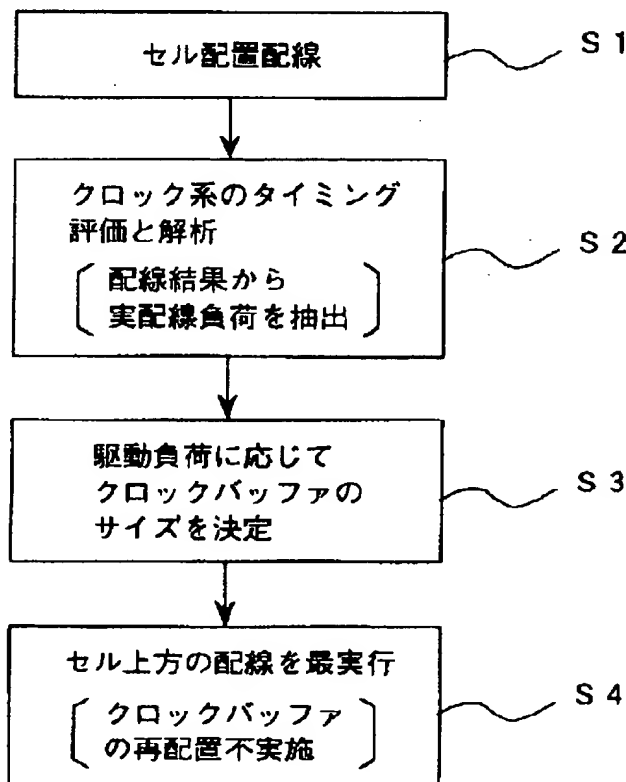 セル配置配線
S1
クロック系のタイミング
評価と解析
配線結果から
実配線負荷を抽出
S2
駆動負荷に応じて
クロックバッファの
サイズを決定
S3
セル上方の配線を最実行
クロックバッファ
の再配置不実施
S4